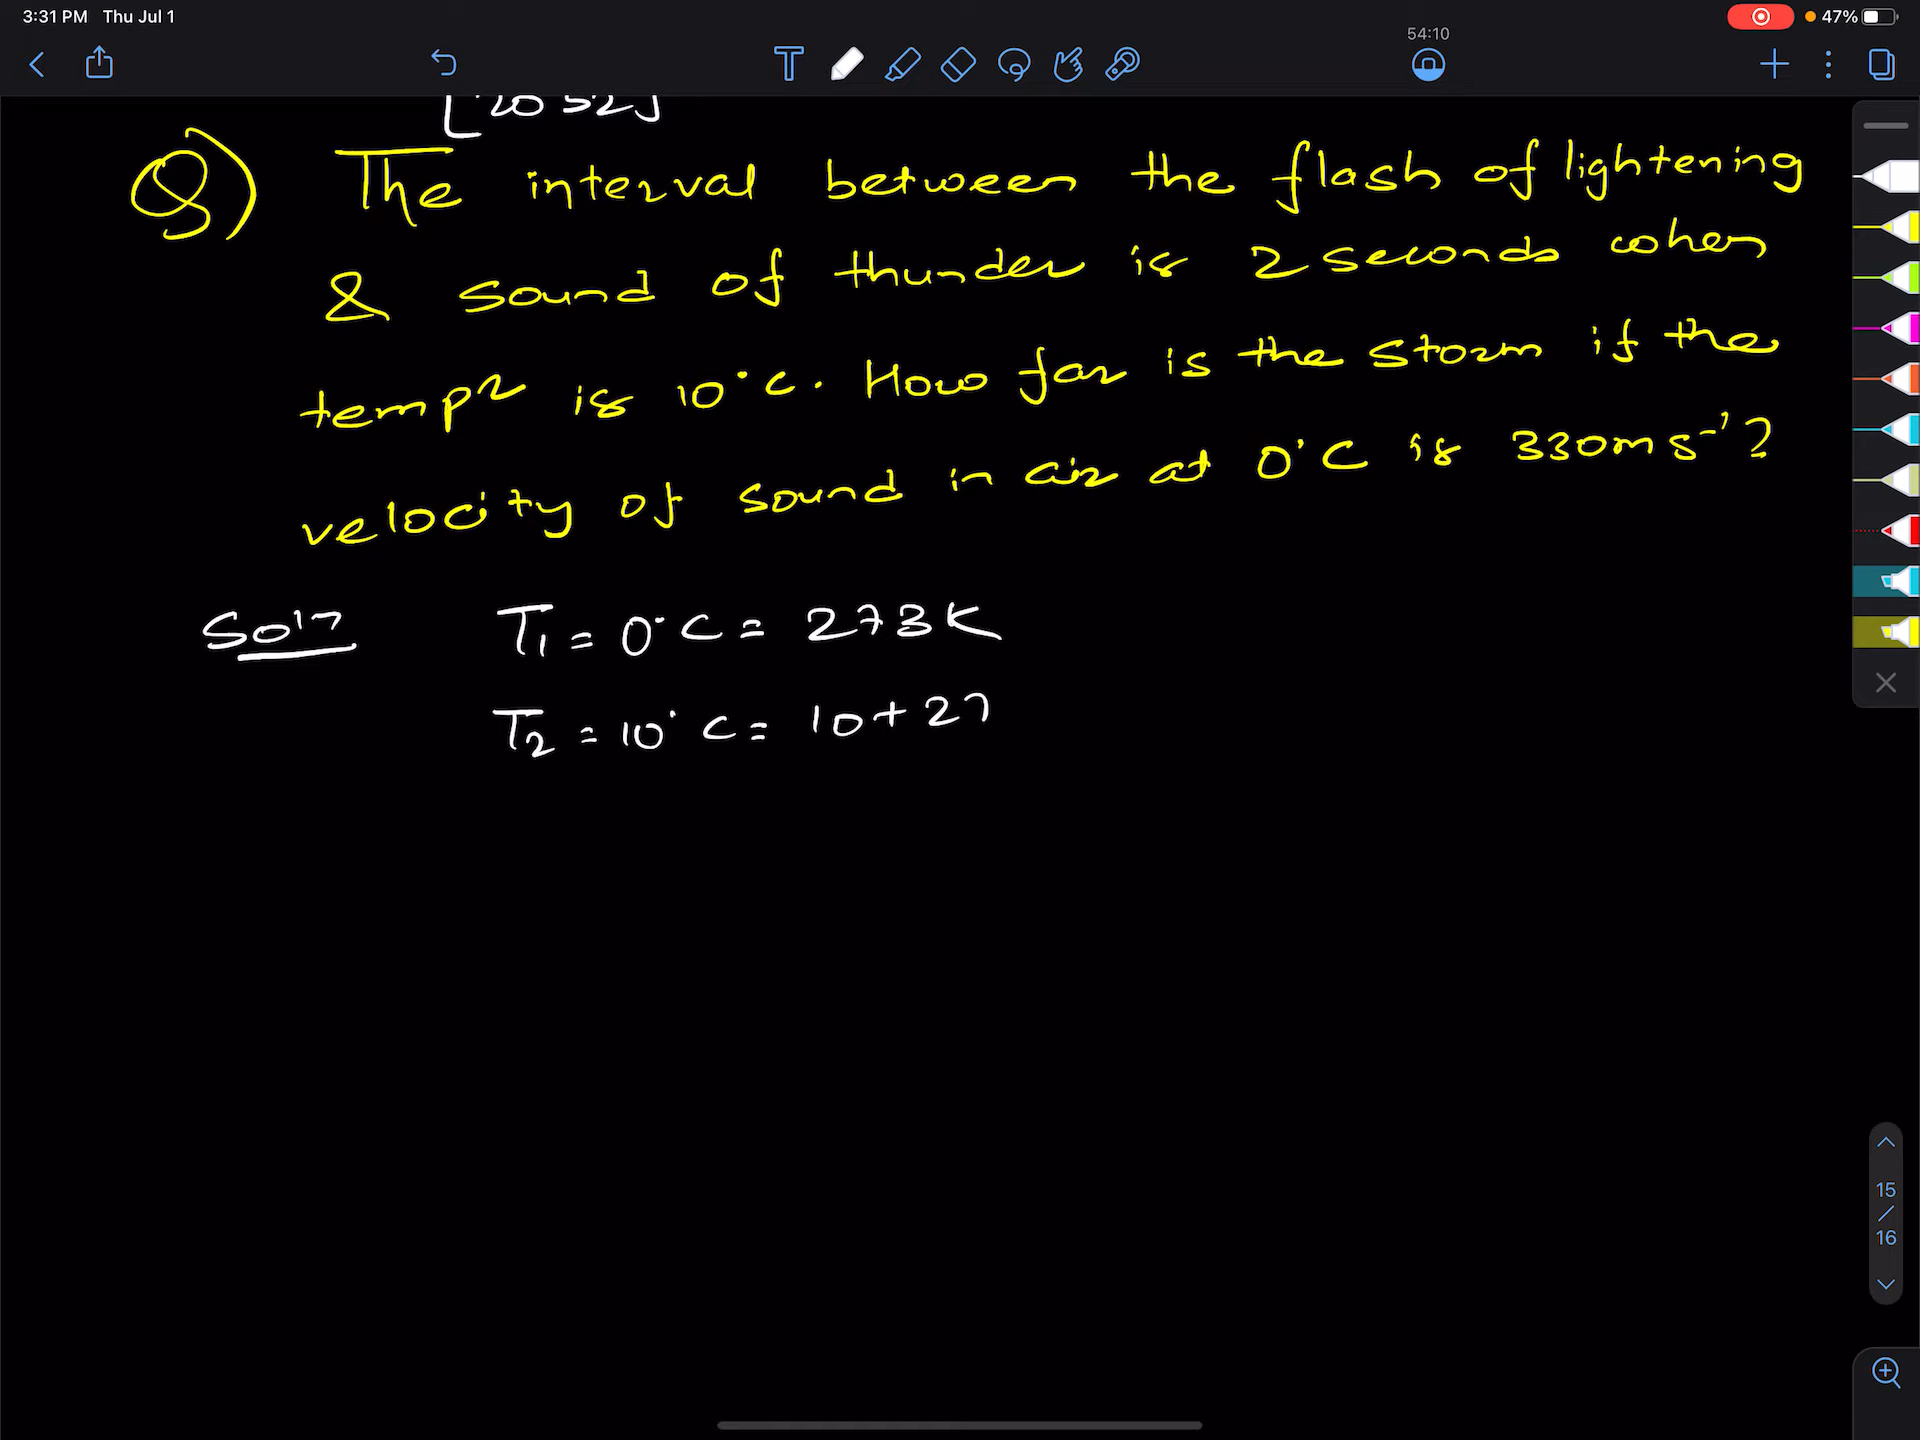 3:31 PM Thu Jul 1
47%
54:10
[2052]
Q) The interval between the flash of lightening
& sound of thunder is 2 seconds when
tempr is 10°C. How far is the storm if the
velocity of sound in air at 0°C is 330ms⁻¹?
Soln T₁ = 0°C = 273K
T₂ = 10°C = 10+27
15
/
16